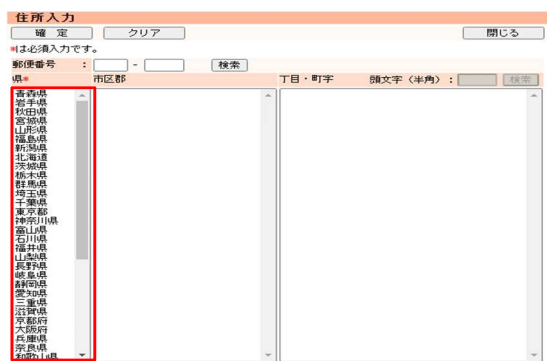 住所入力
確 定 クリア 閉じる
*は必須入力です。
郵便番号 : - 検索
県* 市区郡 丁目・町字 頭文字（半角）: 検索
青森県
岩手県
秋田県
宮城県
山形県
福島県
新潟県
北海道
茨城県
栃木県
群馬県
埼玉県
千葉県
東京都
神奈川県
富山県
石川県
福井県
山梨県
長野県
岐阜県
静岡県
愛知県
三重県
滋賀県
京都府
大阪府
兵庫県
奈良県
和歌山県